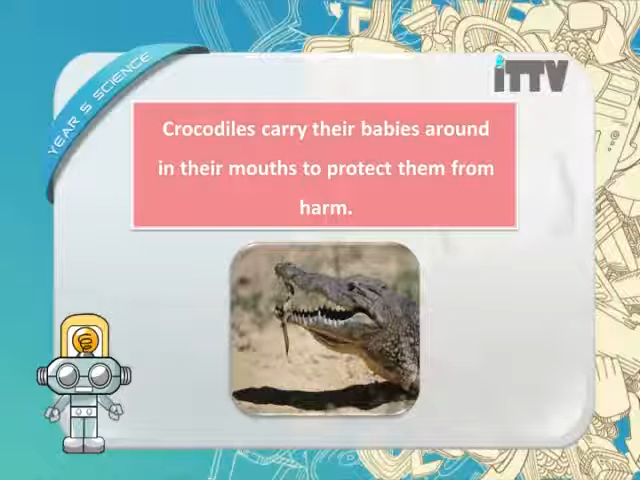 iTTV
YEAR 5 SCIENCE
Crocodiles carry their babies around
in their mouths to protect them from
harm.